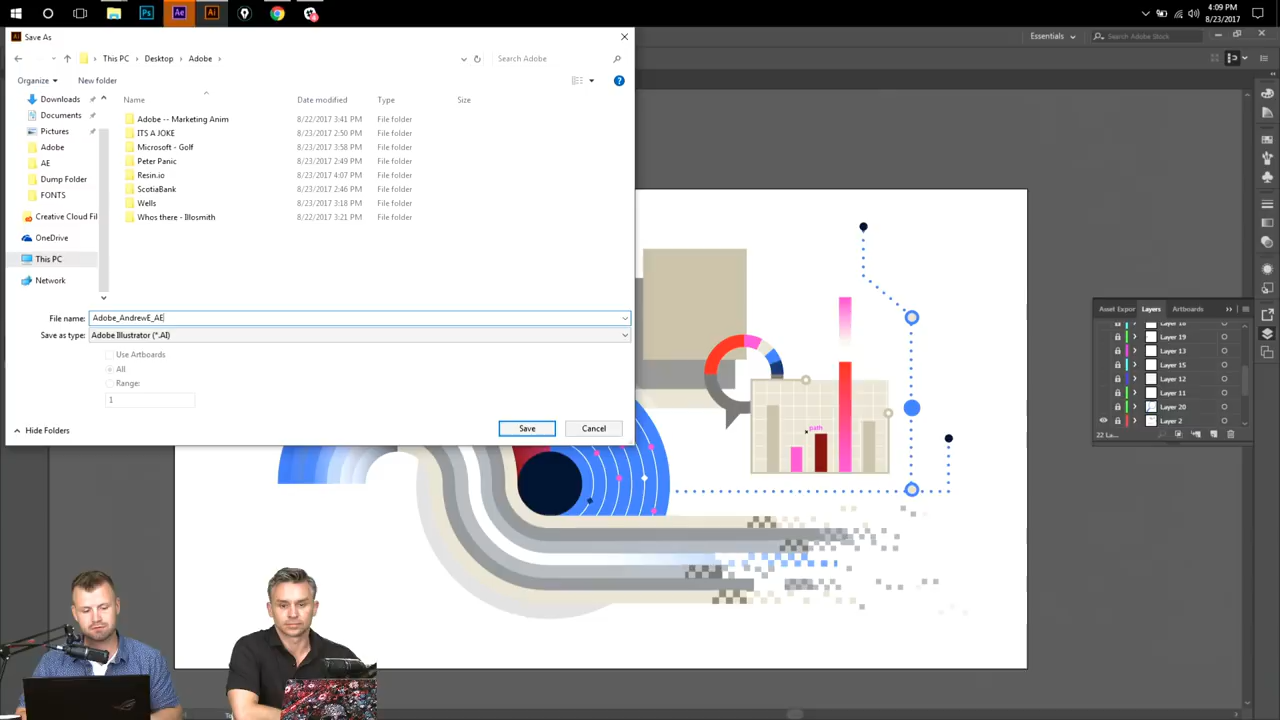 Ps Ae Ai
4:09 PM
8/23/2017
Save As
Essentials Search Adobe Stock
This PC Desktop Adobe Search Adobe
Organize New folder
Downloads
Documents
Pictures
Adobe
AE
Dump Folder
FONTS
Creative Cloud Fil
OneDrive
This PC
Network
Name Date modified Type Size
Adobe -- Marketing Anim 8/22/2017 3:41 PM File folder
ITS A JOKE 8/23/2017 2:50 PM File folder
Microsoft - Golf 8/23/2017 3:58 PM File folder
Peter Panic 8/23/2017 2:49 PM File folder
Resin.io 8/23/2017 4:07 PM File folder
ScotiaBank 8/23/2017 2:46 PM File folder
Wells 8/23/2017 3:18 PM File folder
Whos there - Illosmith 8/22/2017 3:21 PM File folder
File name: Adobe_AndrewE_AE
Save as type: Adobe Illustrator (*.AI)
Use Artboards
All
Range:
1
Hide Folders Save Cancel
path
Asset Expor Layers Artboards
Layer 18
Layer 19
Layer 13
Layer 15
Layer 12
Layer 11
Layer 20
Layer 2
22 La...